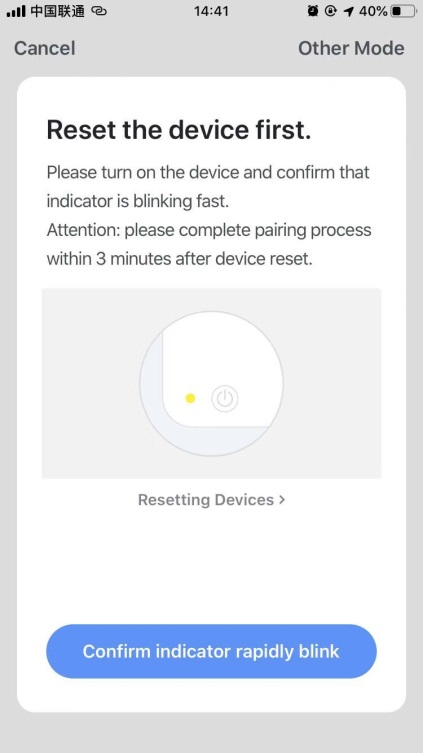 中国联通 14:41 40%
Cancel Other Mode
Reset the device first.
Please turn on the device and confirm that
indicator is blinking fast.
Attention: please complete pairing process
within 3 minutes after device reset.
Resetting Devices >
Confirm indicator rapidly blink